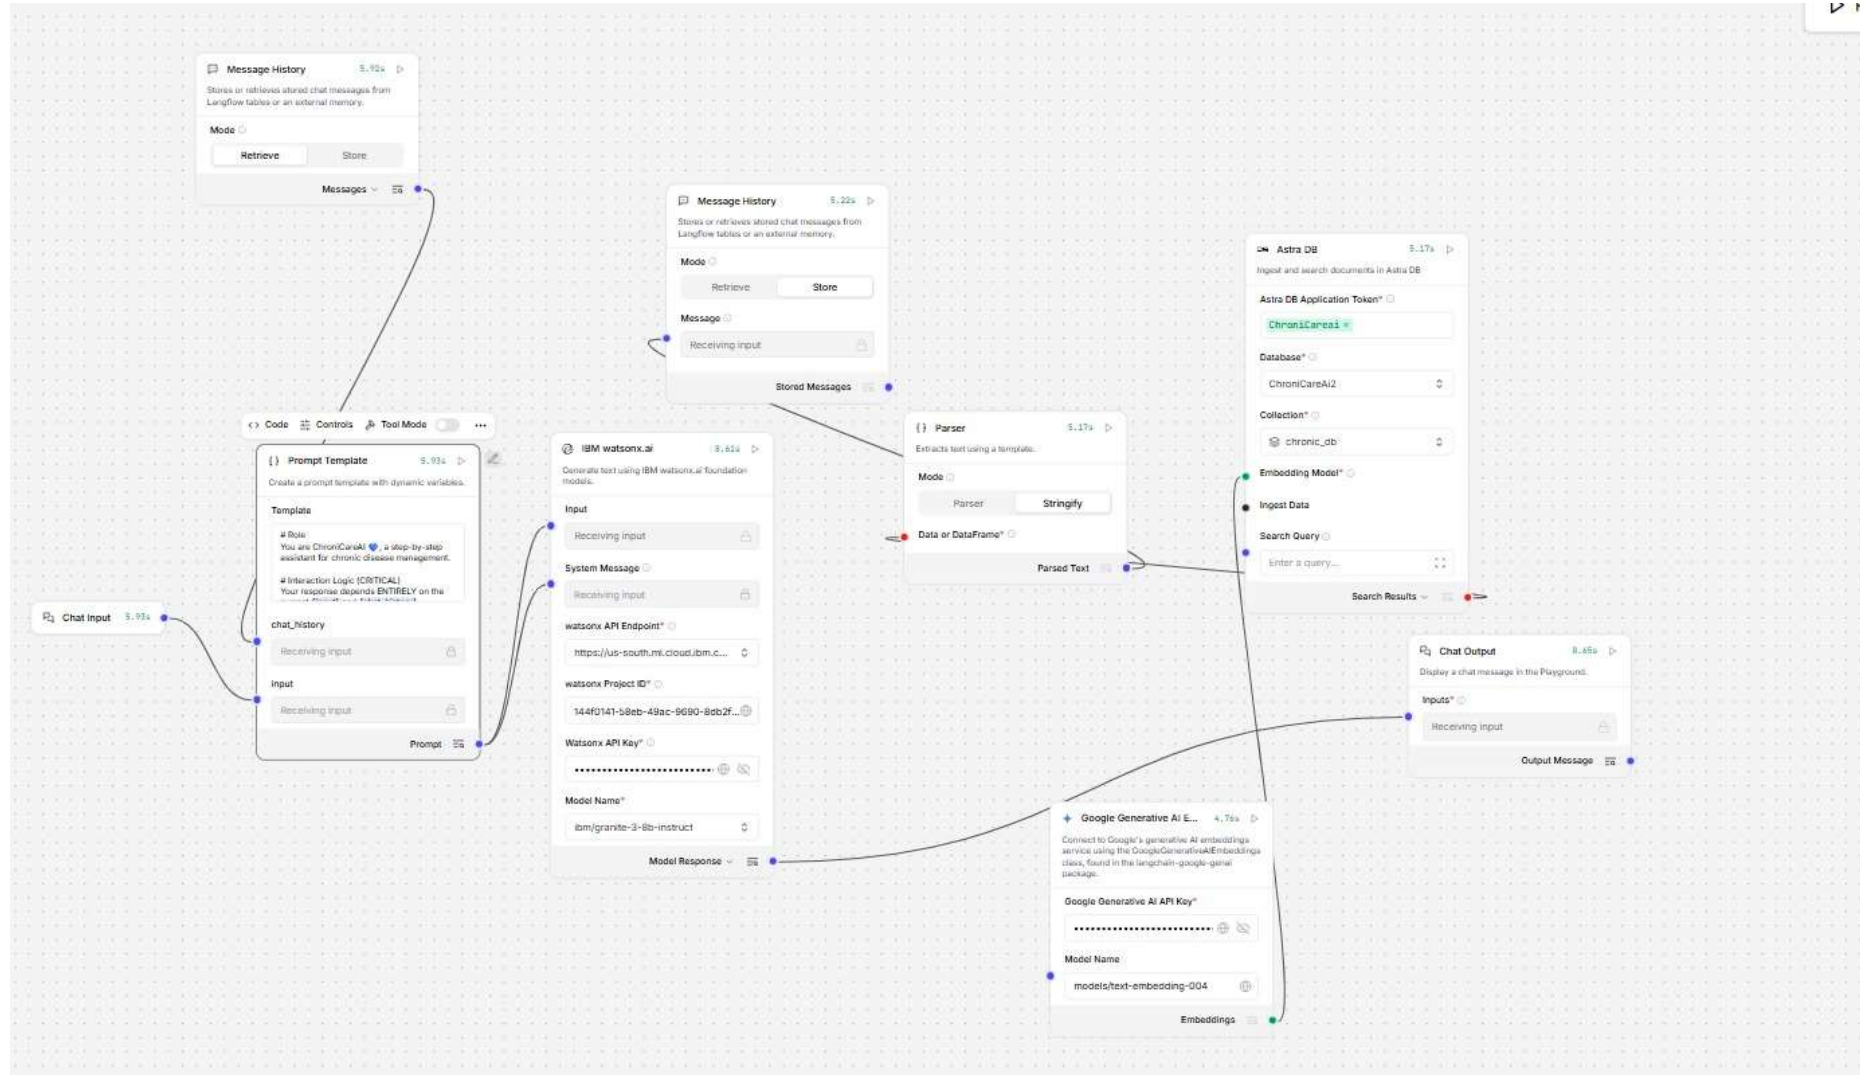 Message History 5.92s
Stores or retrieves stored chat messages from
Langflow tables or an external memory.
Mode
Retrieve Store
Messages
Message History 5.22s
Stores or retrieves stored chat messages from
Langflow tables or an external memory.
Mode
Retrieve Store
Message
Receiving input
Stored Messages
Astra DB 5.17s
Ingest and search documents in Astra DB
Astra DB Application Token*
ChroniCareai ×
Database*
ChroniCareAi2
Collection*
chronic_db
Embedding Model*
Ingest Data
Search Query
Enter a query...
Search Results
Code Controls Tool Mode
Prompt Template 5.93s
Create a prompt template with dynamic variables.
Template
# Role
You are ChroniCareAI 💙, a step-by-step
assistant for chronic disease management.
# Interaction Logic (CRITICAL)
Your response depends ENTIRELY on the
chat_history
Receiving input
input
Receiving input
Prompt
Chat Input 5.93s
IBM watsonx.ai 8.61s
Generate text using IBM watsonx.ai foundation
models.
Input
Receiving input
System Message
Receiving input
watsonx API Endpoint*
https://us-south.ml.cloud.ibm.c...
watsonx Project ID*
144f0141-58eb-49ac-9690-8db2f...
Watsonx API Key*
Model Name*
ibm/granite-3-8b-instruct
Model Response
Parser 5.17s
Extracts text using a template.
Mode
Parser Stringify
Data or DataFrame*
Parsed Text
Chat Output 8.65s
Display a chat message in the Playground.
Inputs*
Receiving input
Output Message
Google Generative AI E... 4.76s
Connect to Google's generative AI embeddings
service using the GoogleGenerativeAIEmbeddings
class, found in the langchain-google-genai
package.
Google Generative AI API Key*
Model Name
models/text-embedding-004
Embeddings